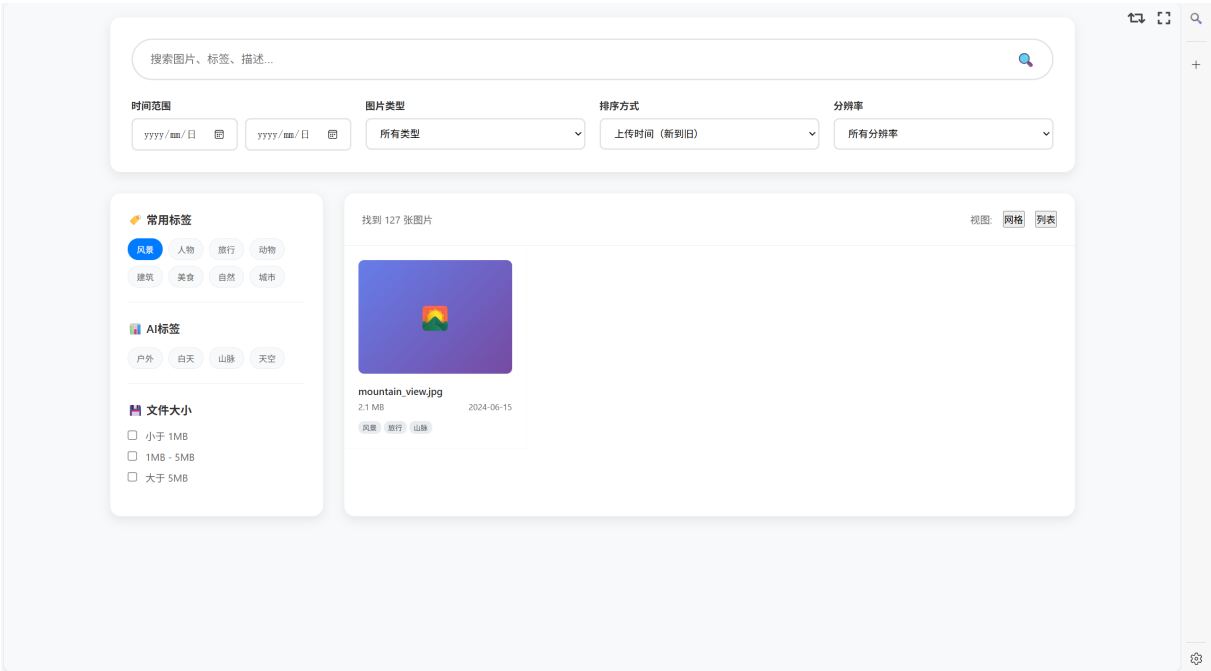 搜索图片、标签、描述...
时间范围
图片类型
排序方式
分辨率
yyyy/mm/日
yyyy/mm/日
所有类型
上传时间（新到旧）
所有分辨率
常用标签
风景 人物 旅行 动物
建筑 美食 自然 城市
AI标签
户外 白天 山脉 天空
文件大小
小于 1MB
1MB - 5MB
大于 5MB
找到 127 张图片
视图: 网格 列表
mountain_view.jpg
2.1 MB 2024-06-15
风景 旅行 山脉